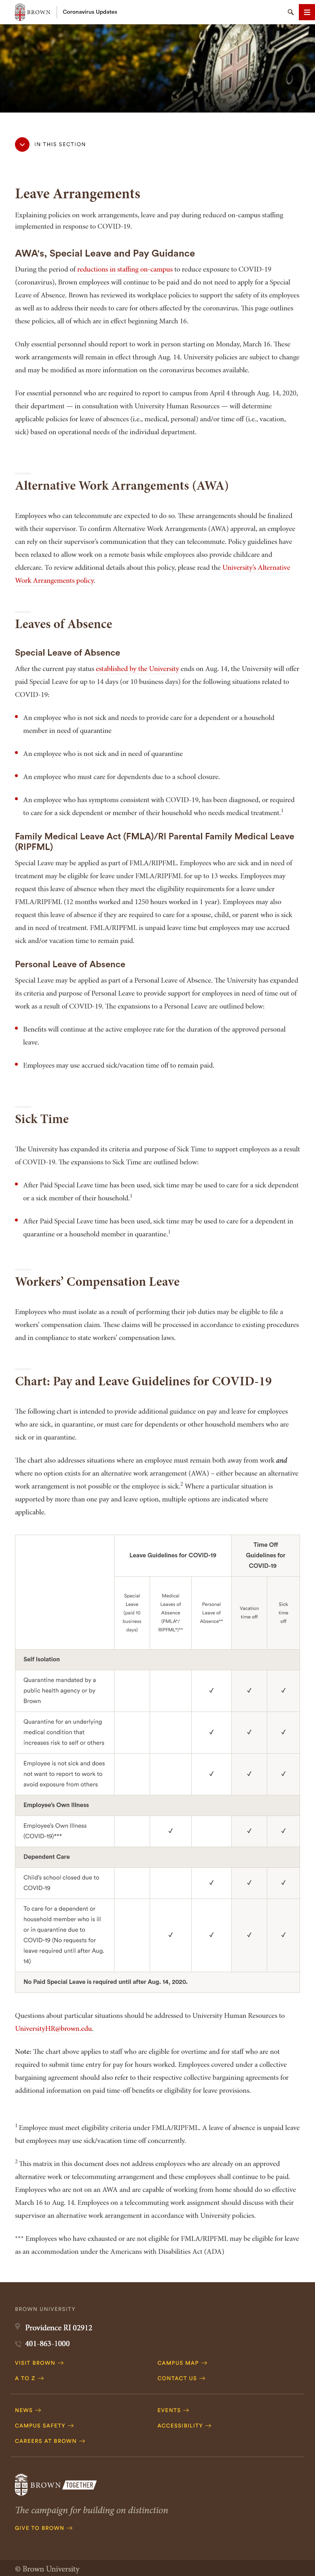 BROWN
Coronavirus Updates
IN THIS SECTION
Leave Arrangements
Explaining policies on work arrangements, leave and pay during reduced on-campus staffing
implementation in response to COVID-19.
AWA's, Special Leave and Pay Guidance
During the period of reductions in staffing on-campus to reduce exposure to COVID-19
(coronavirus), Brown employees will continue to be paid and do not need to apply for a Special
Leave of Absence. Brown has reviewed its workplace policies to support the safety of its employees
as well as to address their needs to care for others affected by the coronavirus. This page outlines
these policies, all of which are in effect beginning March 16.
Only essential personnel should report to work in person starting on Monday, March 16. These
work arrangements will remain in effect through Aug. 14. University policies are subject to change
and may be modified as more information on the coronavirus becomes available.
For essential personnel who are required to report to campus from April 4 through Aug. 14, 2020,
their department — in consultation with University Human Resources — will determine
applicable policies for leave of absences (i.e., medical, personal) and/or time off (i.e., vacation,
sick) based on operational needs of the individual department.
Alternative Work Arrangements (AWA)
Employees who can telecommute are expected to do so. These arrangements should be finalized
with their supervisor. To confirm Alternative Work Arrangements (AWA) approval, an employee
can rely on their supervisor's communication that they can telecommute. Policy guidelines have
been relaxed to allow work on a remote basis while employees also provide childcare and
eldercare. To review additional details about this policy, please read the University's Alternative
Work Arrangements policy.
Leaves of Absence
Special Leave of Absence
After the current pay status established by the University ends on Aug. 14, the University will offer
paid Special Leave for up to 14 days (or 10 business days) for the following situations related to
COVID-19:
An employee who is not sick and needs to provide care for a dependent or a household
member in need of quarantine
An employee who is not sick and in need of quarantine
An employee who must care for dependents due to a school closure.
An employee who has symptoms consistent with COVID-19, has been diagnosed, or required
to care for a sick dependent or member of their household who needs medical treatment.1
Family Medical Leave Act (FMLA)/RI Parental Family Medical Leave
(RIPFML)
Special Leave may be applied as part of FMLA/RIPFML. Employees who are sick and in need of
treatment may be eligible for leave under FMLA/RIPFML for up to 13 weeks. Employees may
request this leave of absence when they meet the eligibility requirements for a leave under
FMLA/RIPFML (12 months worked and 1250 hours worked in 1 year). Employees may also
request this leave of absence if they are required to care for a spouse, child, or parent who is sick
and in need of treatment. FMLA/RIPFML is unpaid leave time but employees may use accrued
sick and/or vacation time to remain paid.
Personal Leave of Absence
Special Leave may be applied as part of a Personal Leave of Absence. The University has expanded
its criteria and purpose of Personal Leave to provide support for employees in need of time out of
work as a result of COVID-19. The expansions to a Personal Leave are outlined below:
Benefits will continue at the active employee rate for the duration of the approved personal
leave.
Employees may use accrued sick/vacation time off to remain paid.
Sick Time
The University has expanded its criteria and purpose of Sick Time to support employees as a result
of COVID-19. The expansions to Sick Time are outlined below:
After Paid Special Leave time has been used, sick time may be used to care for a sick dependent
or a sick member of their household.1
After Paid Special Leave time has been used, sick time may be used to care for a dependent in
quarantine or a household member in quarantine.1
Workers' Compensation Leave
Employees who must isolate as a result of performing their job duties may be eligible to file a
workers' compensation claim. These claims will be processed in accordance to existing procedures
and in compliance to state workers' compensation laws.
Chart: Pay and Leave Guidelines for COVID-19
The following chart is intended to provide additional guidance on pay and leave for employees
who are sick, in quarantine, or must care for dependents or other household members who are
sick or in quarantine.
The chart also addresses situations where an employee must remain both away from work and
where no option exists for an alternative work arrangement (AWA) – either because an alternative
work arrangement is not possible or the employee is sick.2 Where a particular situation is
supported by more than one pay and leave option, multiple options are indicated where
applicable.
Leave Guidelines for COVID-19
Time Off
Guidelines for
COVID-19
Special
Leave
(paid 10
business
days)
Medical
Leaves of
Absence
(FMLA*/
RIPFML*/**
Personal
Leave of
Absence**
Vacation
time off
Sick
time
off
Self Isolation
Quarantine mandated by a
public health agency or by
Brown
✓ ✓ ✓
Quarantine for an underlying
medical condition that
increases risk to self or others
✓ ✓ ✓
Employee is not sick and does
not want to report to work to
avoid exposure from others
✓ ✓ ✓
Employee's Own Illness
Employee's Own Illness
(COVID-19)***
✓ ✓ ✓
Dependent Care
Child's school closed due to
COVID-19
✓ ✓ ✓
To care for a dependent or
household member who is ill
or in quarantine due to
COVID-19 (No requests for
leave required until after Aug.
14)
✓ ✓ ✓ ✓
No Paid Special Leave is required until after Aug. 14, 2020.
Questions about particular situations should be addressed to University Human Resources to
UniversityHR@brown.edu.
Note: The chart above applies to staff who are eligible for overtime and for staff who are not
required to submit time entry for pay for hours worked. Employees covered under a collective
bargaining agreement should also refer to their respective collective bargaining agreements for
additional information on paid time-off benefits or eligibility for leave provisions.
1 Employee must meet eligibility criteria under FMLA/RIPFML. A leave of absence is unpaid leave
but employees may use sick/vacation time off concurrently.
2 This matrix in this document does not address employees who are already on an approved
alternative work or telecommuting arrangement and these employees shall continue to be paid.
Employees who are not on an AWA and are capable of working from home should do so effective
March 16 to Aug. 14. Employees on a telecommuting work assignment should discuss with their
supervisor an alternative work arrangement in accordance with University policies.
*** Employees who have exhausted or are not eligible for FMLA/RIPFML may be eligible for leave
as an accommodation under the Americans with Disabilities Act (ADA)
BROWN UNIVERSITY
Providence RI 02912
401-863-1000
VISIT BROWN →
CAMPUS MAP →
A TO Z →
CONTACT US →
NEWS →
EVENTS →
CAMPUS SAFETY →
ACCESSIBILITY →
CAREERS AT BROWN →
BROWN TOGETHER
The campaign for building on distinction
GIVE TO BROWN →
© Brown University